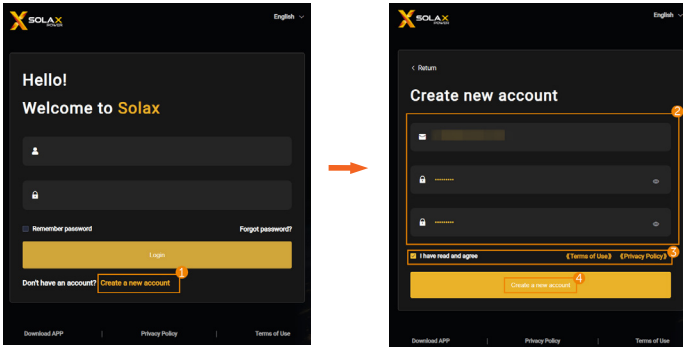 SOLAX
POWER
English
Hello!
Welcome to Solax
Remember password
Forgot password?
Login
1
Don't have an account? Create a new account
Download APP | Privacy Policy | Terms of Use
SOLAX
POWER
English
< Return
Create new account
2
3
I have read and agree 《Terms of Use》 《Privacy Policy》
4
Create a new account
Download APP | Privacy Policy | Terms of Use